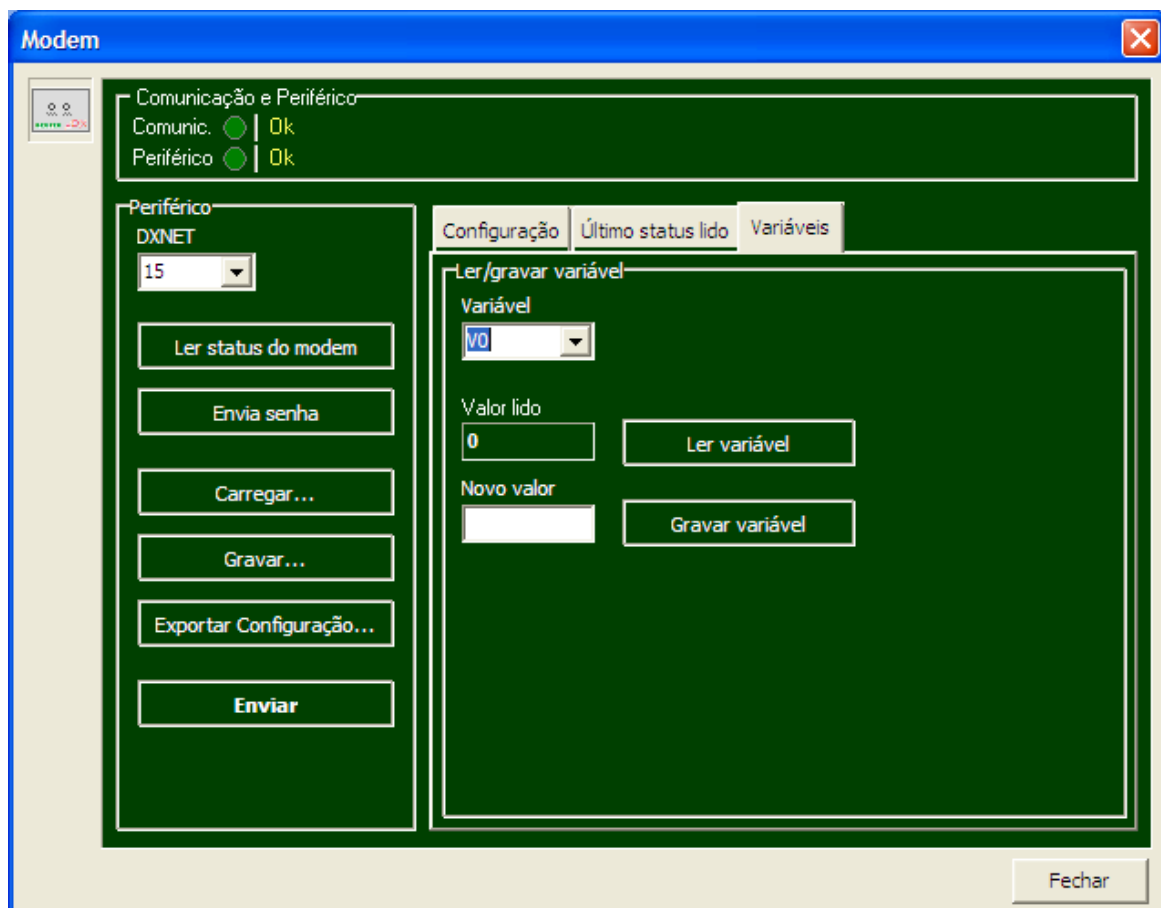 Modem
Comunicação e Periférico
Comunic. Ok
Periférico Ok
Periférico
DXNET
15
Ler status do modem
Envia senha
Carregar...
Gravar...
Exportar Configuração...
Enviar
Configuração Último status lido Variáveis
Ler/gravar variável
Variável
V0
Valor lido
0 Ler variável
Novo valor
Gravar variável
Fechar